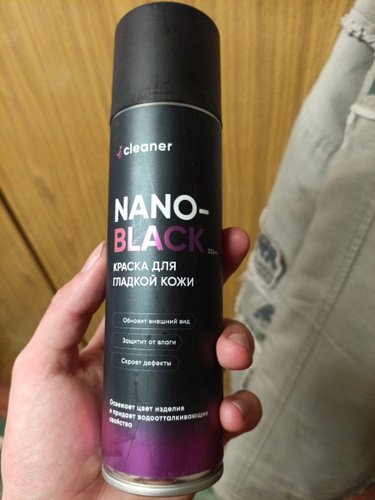 cleaner
NANO-
BLACK
КРАСКА ДЛЯ
ГЛАДКОЙ КОЖИ
Обновит внешний вид
Защитит от влаги
Скроет дефекты
Освежает цвет изделия
и придает водоотталкивающие
свойства